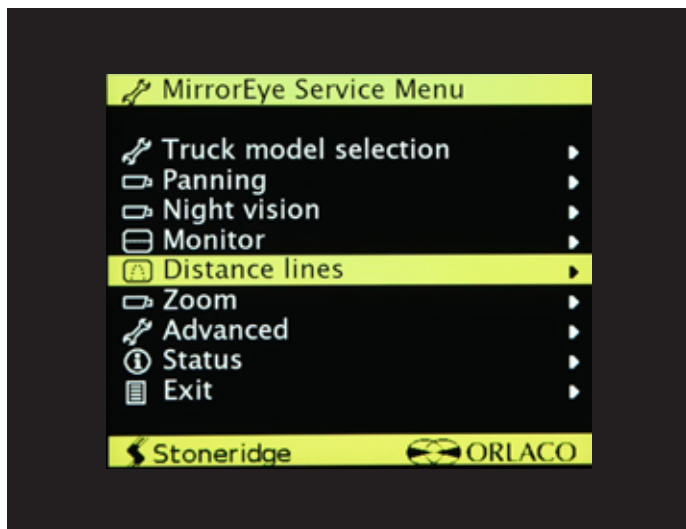 MirrorEye Service Menu
Truck model selection
Panning
Night vision
Monitor
Distance lines
Zoom
Advanced
Status
Exit
Stoneridge ORLACO